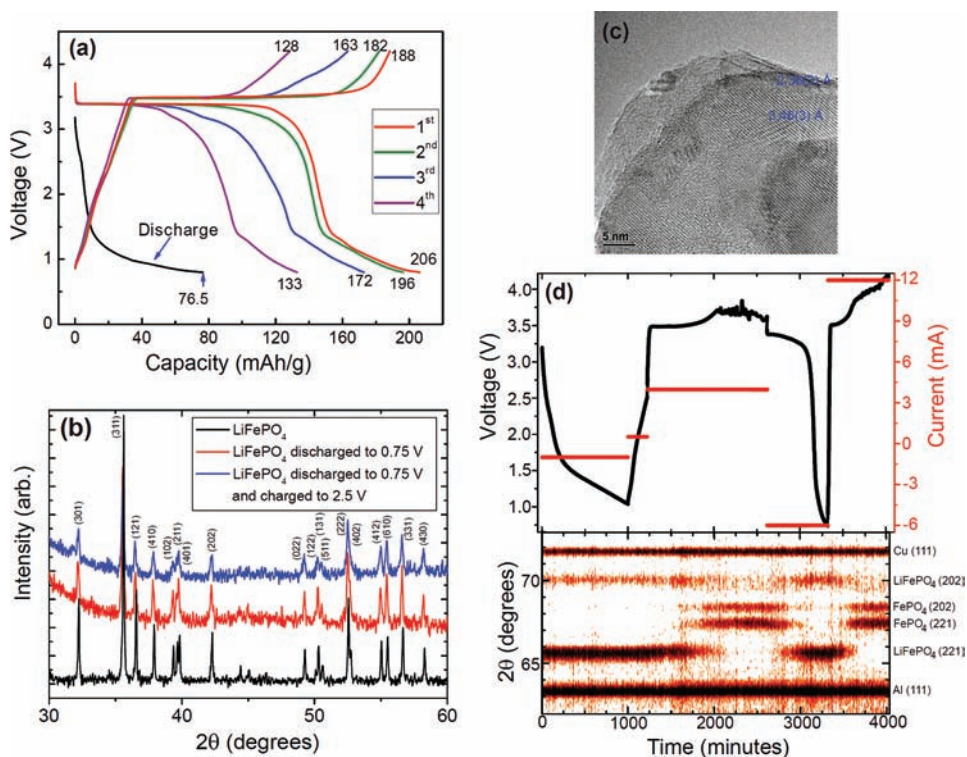 (a)
128 163 182
188
4
3
2
1
0
Voltage (V)
1st
2nd
3rd
4th
Discharge
76.5
133
172
196
206
0 40 80 120 160 200
Capacity (mAh/g)
(b)
LiFePO4
LiFePO4 discharged to 0.75 V
LiFePO4 discharged to 0.75 V
and charged to 2.5 V
Intensity (arb.)
(301)
(311)
(121)
(410)
(102)
(211)
(401)
(202)
(022)
(122)
(131)
(511)
(222)
(402)
(412)
(610)
(331)
(430)
30 40 50 60
2θ (degrees)
(c)
5 nm
(d)
4.0
3.5
3.0
2.5
2.0
1.5
1.0
Voltage (V)
12
9
6
3
0
-3
-6
Current (mA)
70
65
2θ (degrees)
Cu (111)
LiFePO4 (202)
FePO4 (202)
FePO4 (221)
LiFePO4 (221)
Al (111)
0 1000 2000 3000 4000
Time (minutes)